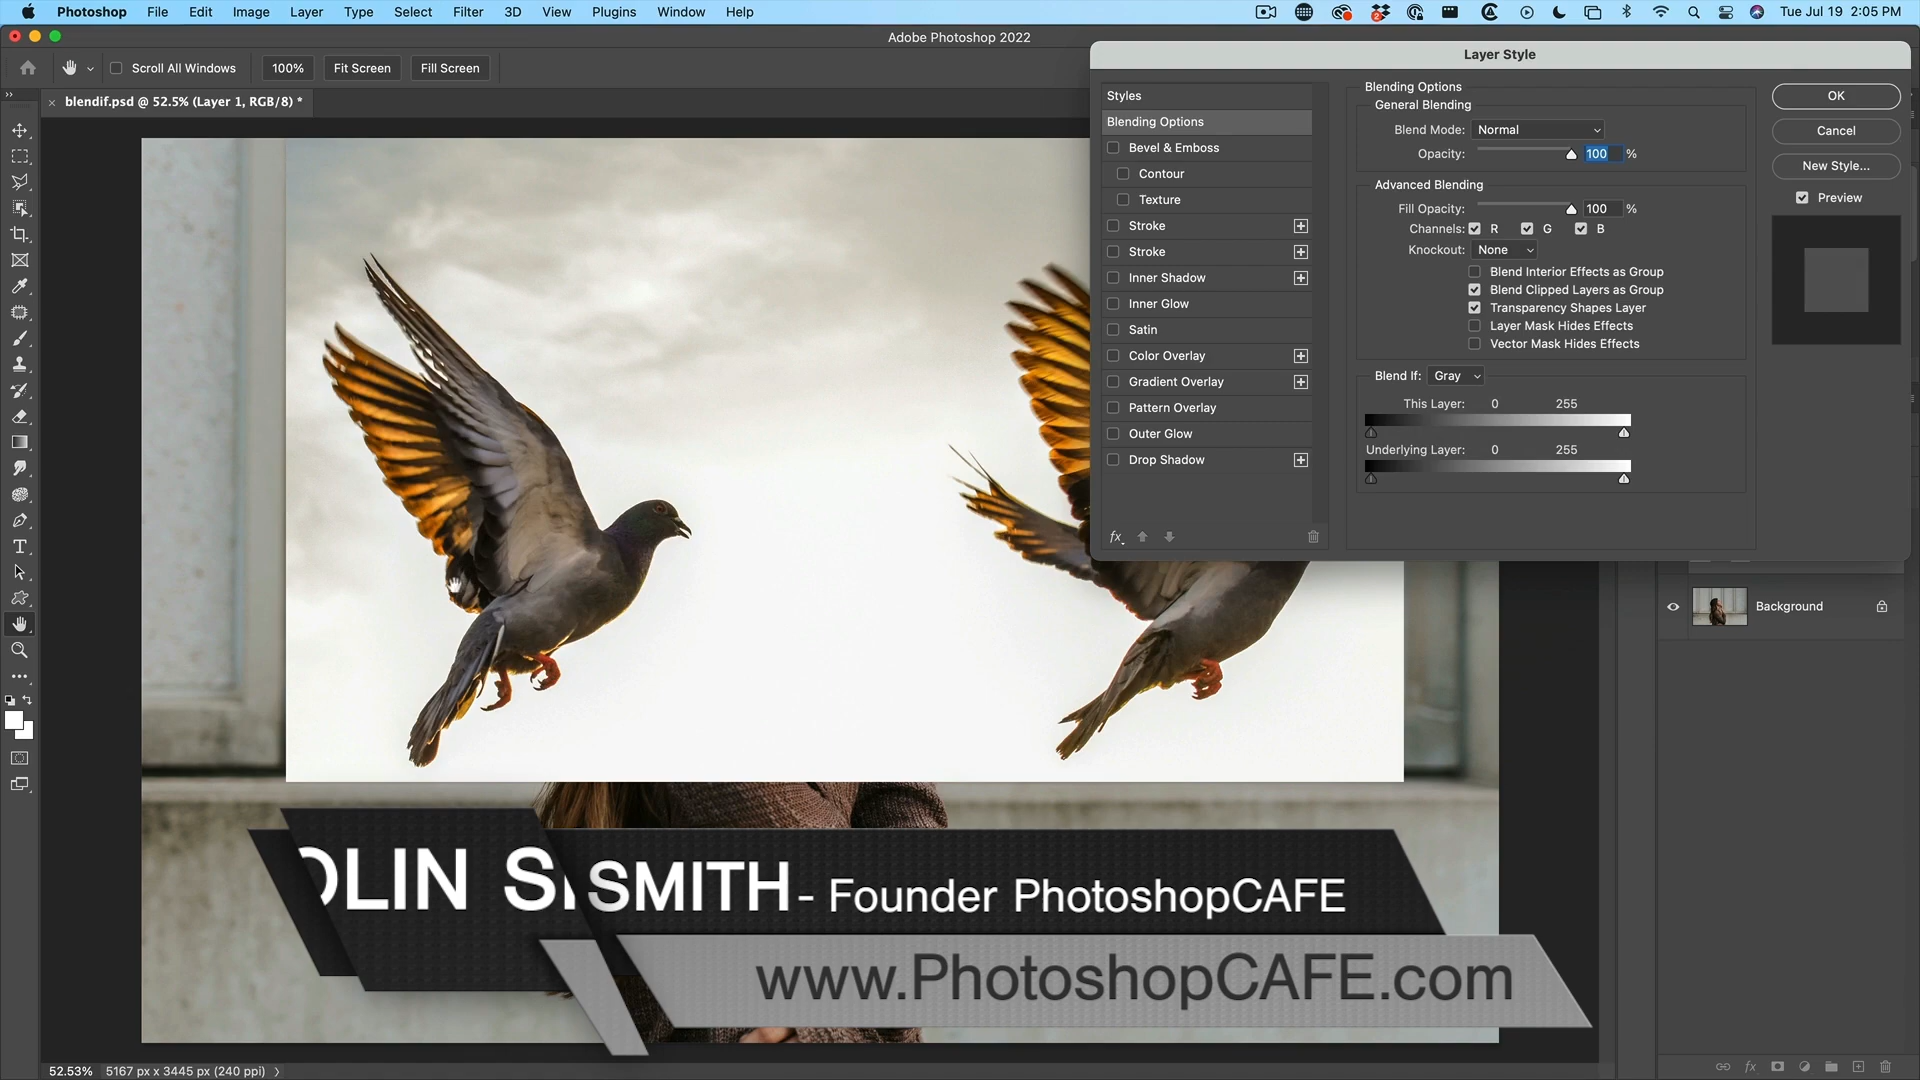 Photoshop File Edit Image Layer Type Select Filter 3D View Plugins Window Help
2
Tue Jul 19 2:05 PM
Adobe Photoshop 2022
Scroll All Windows 100% Fit Screen Fill Screen
blendif.psd @ 52.5% (Layer 1, RGB/8) *
Layer Style
Styles
Blending Options
Bevel & Emboss
Contour
Texture
Stroke
Stroke
Inner Shadow
Inner Glow
Satin
Color Overlay
Gradient Overlay
Pattern Overlay
Outer Glow
Drop Shadow
fx
Blending Options
General Blending
Blend Mode: Normal
Opacity: 100 %
Advanced Blending
Fill Opacity: 100 %
Channels: R G B
Knockout: None
Blend Interior Effects as Group
Blend Clipped Layers as Group
Transparency Shapes Layer
Layer Mask Hides Effects
Vector Mask Hides Effects
Blend If: Gray
This Layer: 0 255
Underlying Layer: 0 255
OK
Cancel
New Style...
Preview
Background
OLIN SMITH - Founder PhotoshopCAFE
www.PhotoshopCAFE.com
52.53% 5167 px x 3445 px (240 ppi)
fx